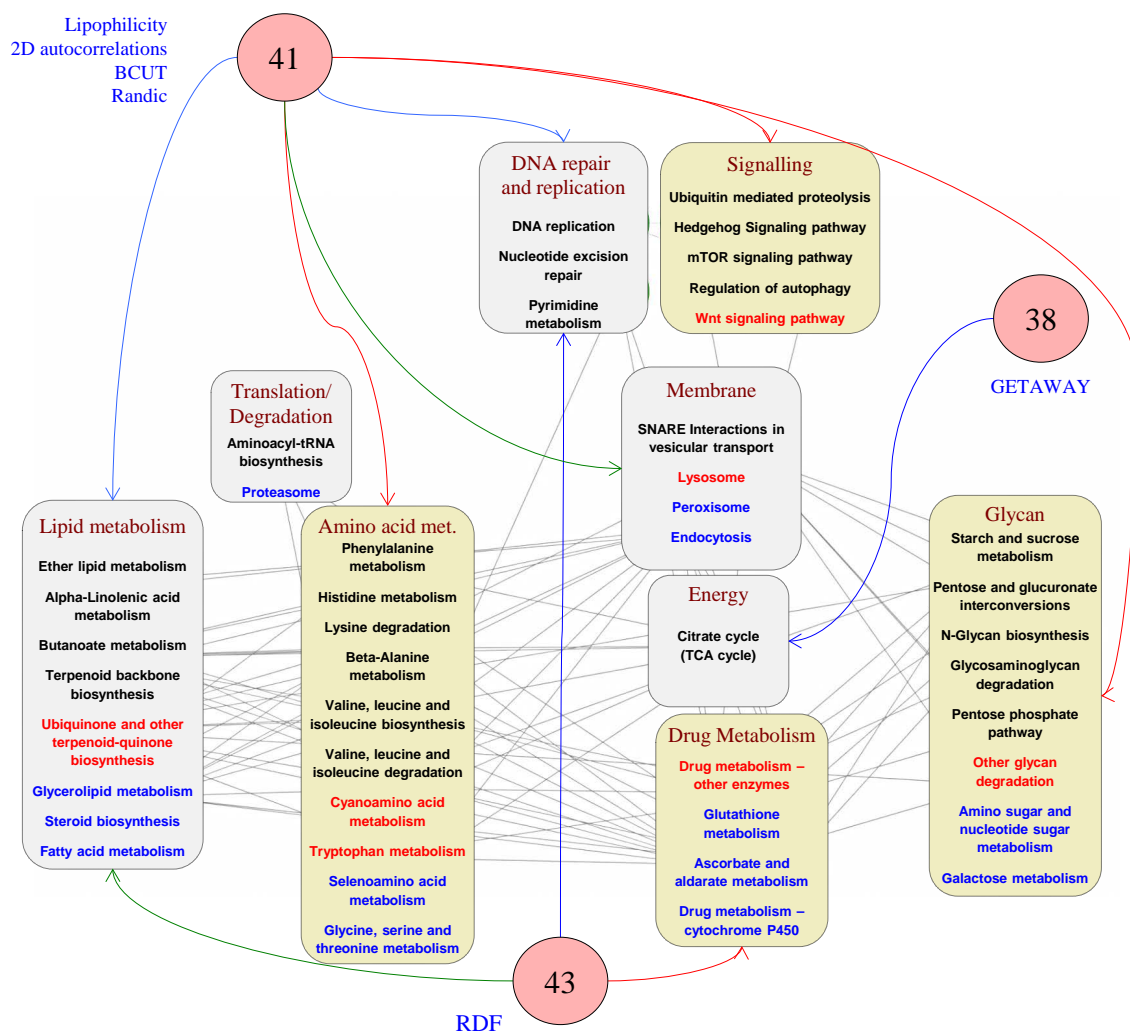 Lipophilicity
2D autocorrelations
BCUT
Randic
41
DNA repair
and replication
DNA replication
Nucleotide excision
repair
Pyrimidine
metabolism
Signalling
Ubiquitin mediated proteolysis
Hedgehog Signaling pathway
mTOR signaling pathway
Regulation of autophagy
Wnt signaling pathway
38
GETAWAY
Translation/
Degradation
Aminoacyl-tRNA
biosynthesis
Proteasome
Membrane
SNARE Interactions in
vesicular transport
Lysosome
Peroxisome
Endocytosis
Lipid metabolism
Ether lipid metabolism
Alpha-Linolenic acid
metabolism
Butanoate metabolism
Terpenoid backbone
biosynthesis
Ubiquinone and other
terpenoid-quinone
biosynthesis
Glycerolipid metabolism
Steroid biosynthesis
Fatty acid metabolism
Amino acid met.
Phenylalanine
metabolism
Histidine metabolism
Lysine degradation
Beta-Alanine
metabolism
Valine, leucine and
isoleucine biosynthesis
Valine, leucine and
isoleucine degradation
Cyanoamino acid
metabolism
Tryptophan metabolism
Selenoamino acid
metabolism
Glycine, serine and
threonine metabolism
Energy
Citrate cycle
(TCA cycle)
Drug Metabolism
Drug metabolism –
other enzymes
Glutathione
metabolism
Ascorbate and
aldarate metabolism
Drug metabolism –
cytochrome P450
Glycan
Starch and sucrose
metabolism
Pentose and glucuronate
interconversions
N-Glycan biosynthesis
Glycosaminoglycan
degradation
Pentose phosphate
pathway
Other glycan
degradation
Amino sugar and
nucleotide sugar
metabolism
Galactose metabolism
43
RDF